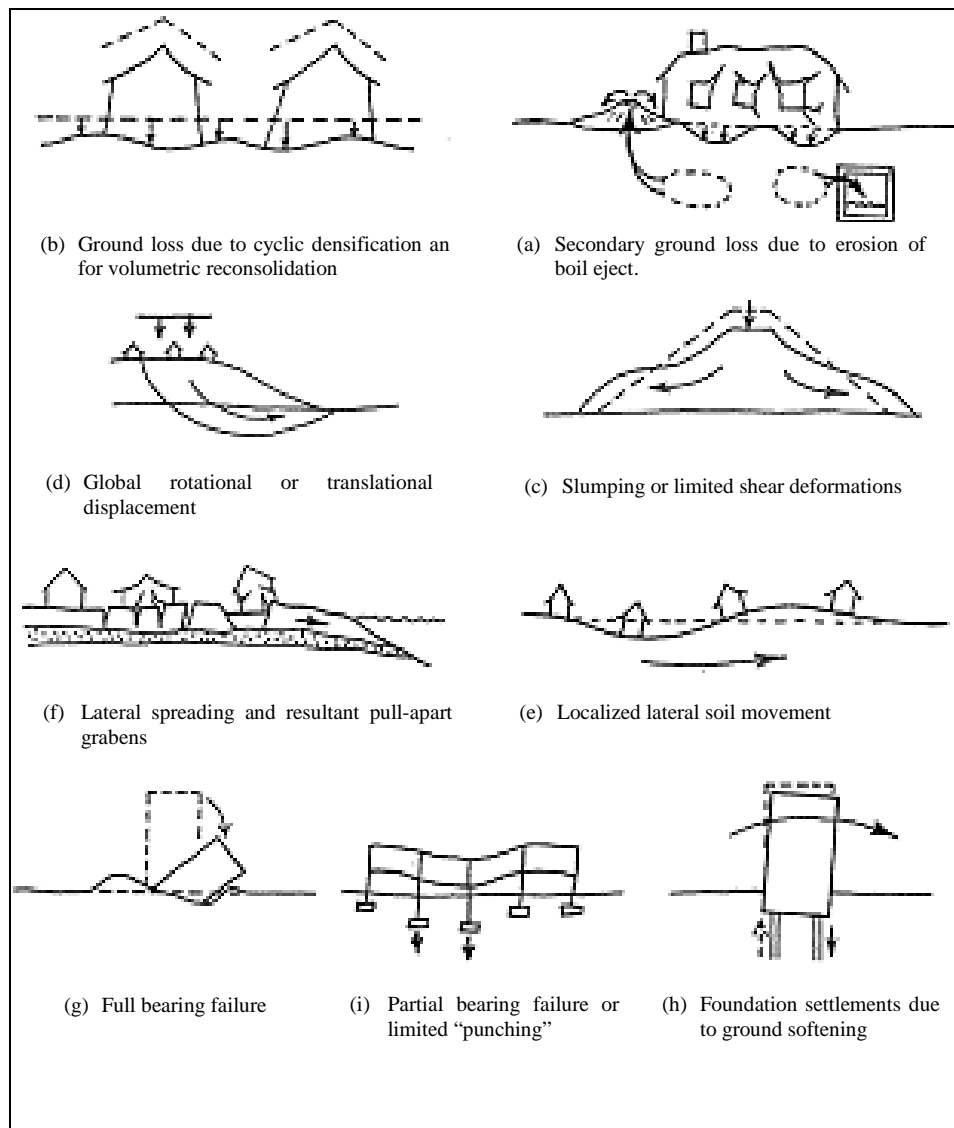 (b) Ground loss due to cyclic densification an
for volumetric reconsolidation
(a) Secondary ground loss due to erosion of
boil eject.
(d) Global rotational or translational
displacement
(c) Slumping or limited shear deformations
(f) Lateral spreading and resultant pull-apart
grabens
(e) Localized lateral soil movement
(g) Full bearing failure
(i) Partial bearing failure or
limited “punching”
(h) Foundation settlements due
to ground softening